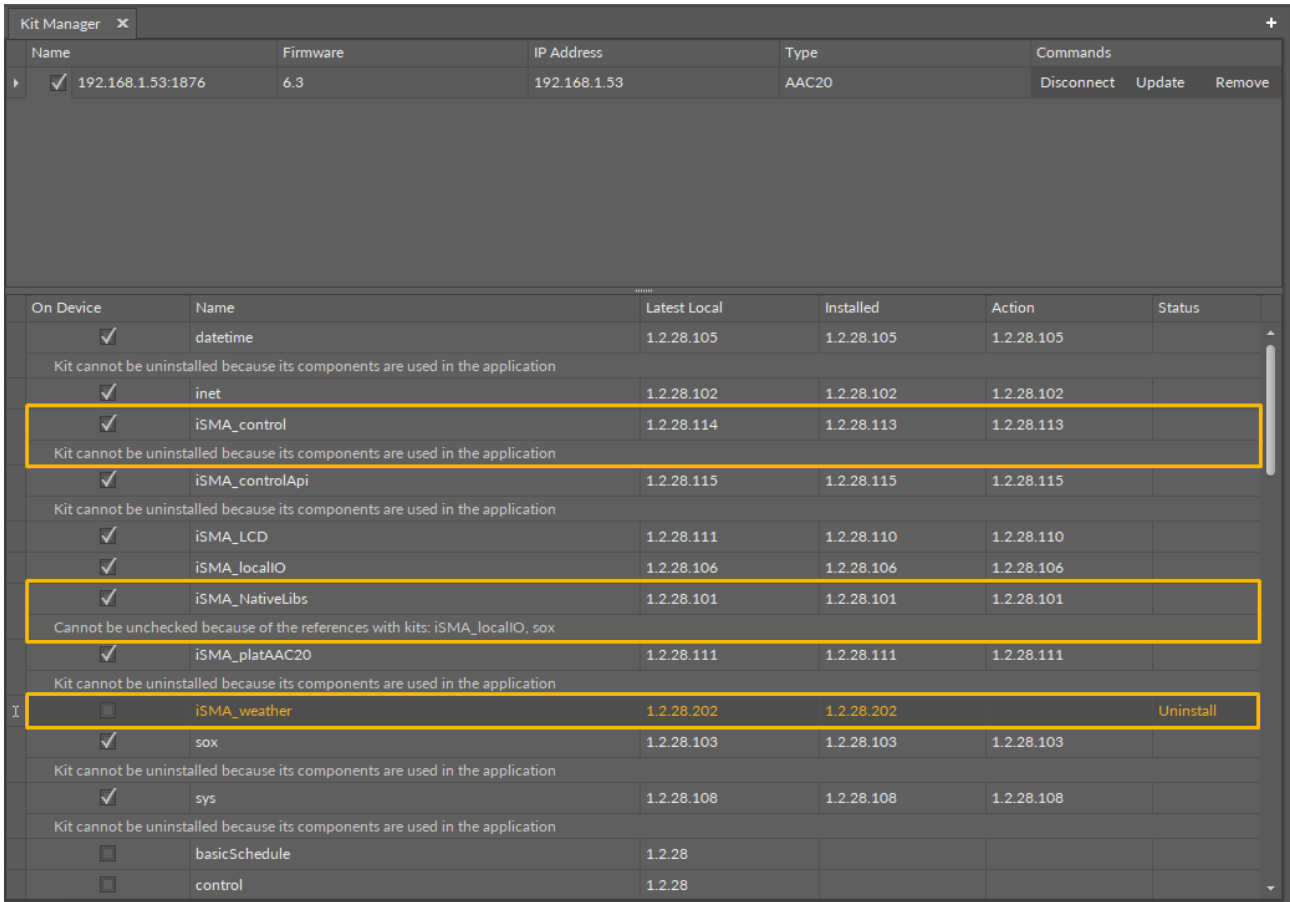 Kit Manager
Name Firmware IP Address Type Commands
192.168.1.53:1876 6.3 192.168.1.53 AAC20 Disconnect Update Remove
On Device Name Latest Local Installed Action Status
datetime 1.2.28.105 1.2.28.105 1.2.28.105
Kit cannot be uninstalled because its components are used in the application
inet 1.2.28.102 1.2.28.102 1.2.28.102
iSMA_control 1.2.28.114 1.2.28.113 1.2.28.113
Kit cannot be uninstalled because its components are used in the application
iSMA_controlApi 1.2.28.115 1.2.28.115 1.2.28.115
Kit cannot be uninstalled because its components are used in the application
iSMA_LCD 1.2.28.111 1.2.28.110 1.2.28.110
iSMA_localIO 1.2.28.106 1.2.28.106 1.2.28.106
iSMA_NativeLibs 1.2.28.101 1.2.28.101 1.2.28.101
Cannot be unchecked because of the references with kits: iSMA_localIO, sox
iSMA_platAAC20 1.2.28.111 1.2.28.111 1.2.28.111
Kit cannot be uninstalled because its components are used in the application
iSMA_weather 1.2.28.202 1.2.28.202 Uninstall
sox 1.2.28.103 1.2.28.103 1.2.28.103
Kit cannot be uninstalled because its components are used in the application
sys 1.2.28.108 1.2.28.108 1.2.28.108
Kit cannot be uninstalled because its components are used in the application
basicSchedule 1.2.28
control 1.2.28